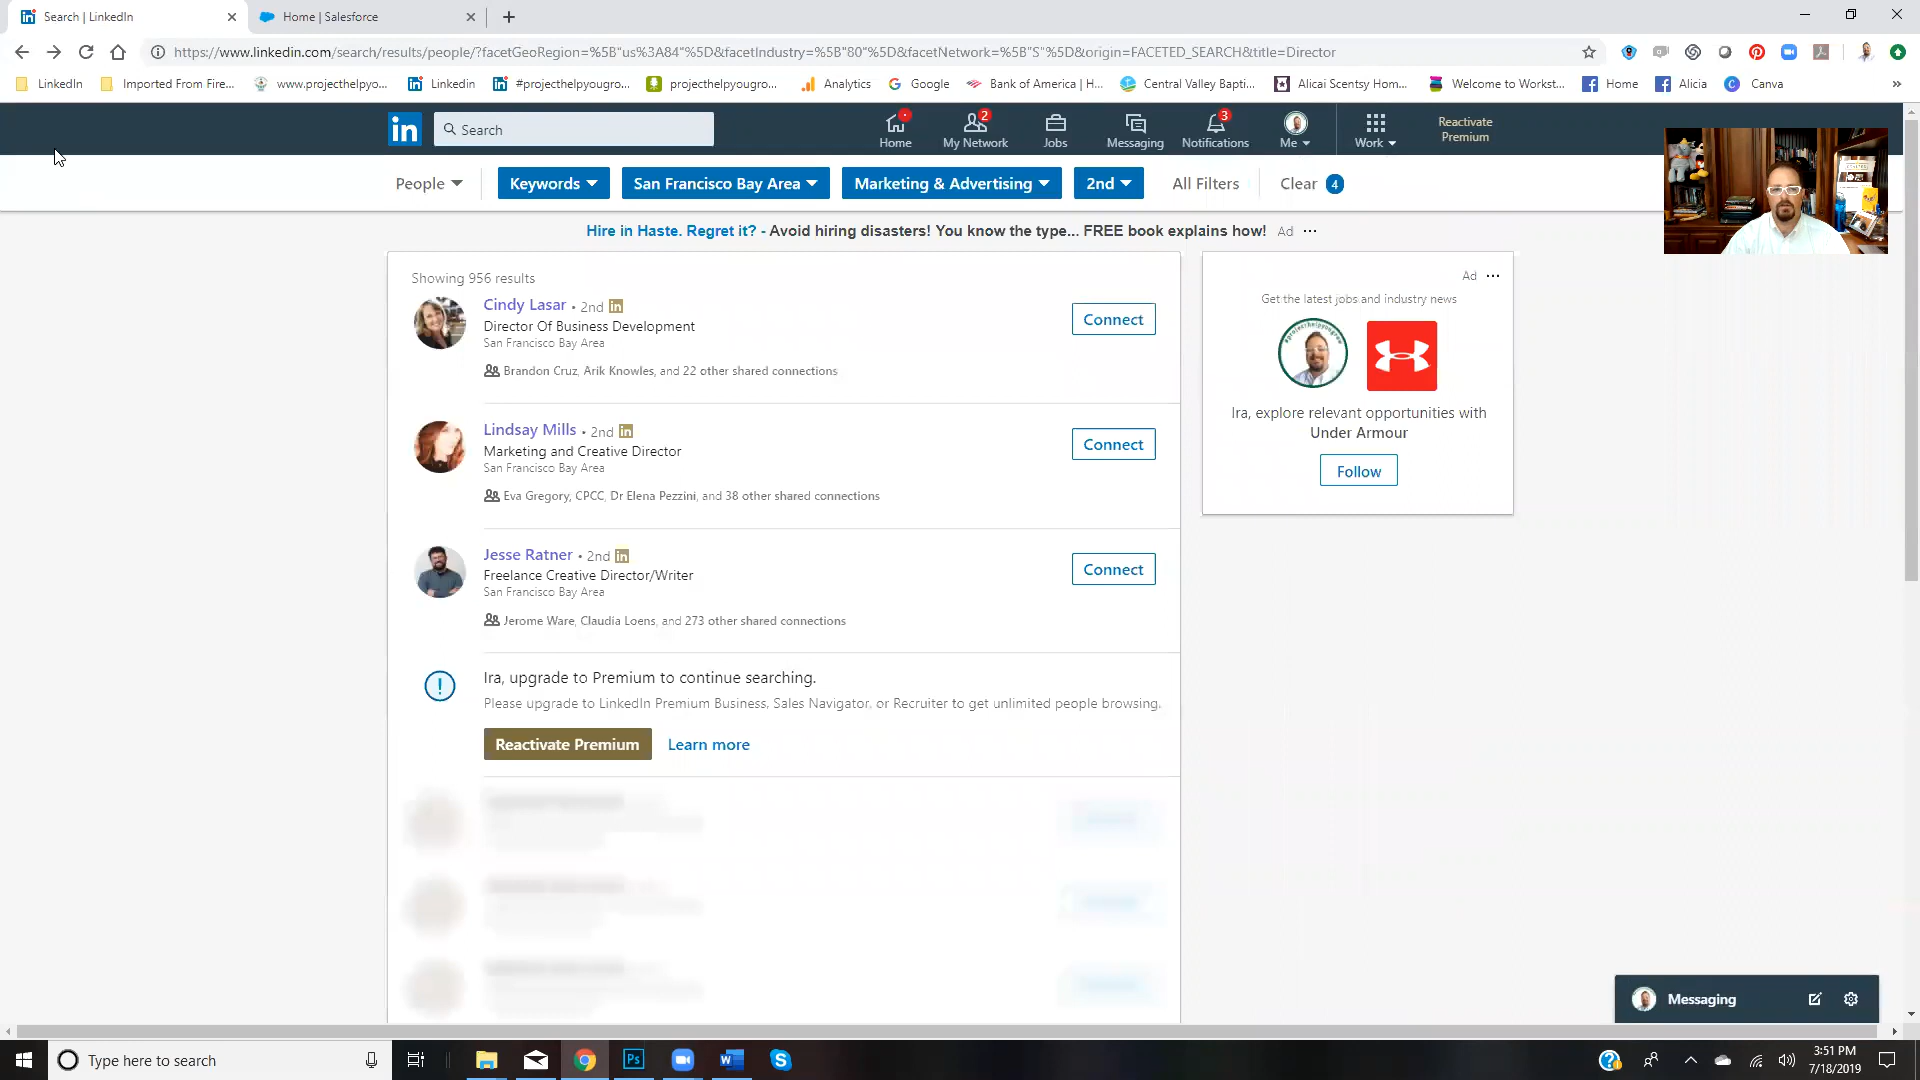 Search | LinkedIn
Home | Salesforce
https://www.linkedin.com/search/results/people/?facetGeoRegion=%5B"us%3A84"%5D&facetIndustry=%5B"80"%5D&facetNetwork=%5B"S"%5D&origin=FACETED_SEARCH&title=Director
LinkedIn
Imported From Fire...
www.projecthelpyo...
Linkedin
#projecthelpyougro...
projecthelpyougro...
Analytics
Google
Bank of America | H...
Central Valley Bapti...
Alicai Scentsy Hom...
Welcome to Workst...
Home
Alicia
Canva
in
Search
Home
2
My Network
Jobs
Messaging
3
Notifications
Me
Work
Reactivate
Premium
People
Keywords
San Francisco Bay Area
Marketing & Advertising
2nd
All Filters
Clear 4
Hire in Haste. Regret it? - Avoid hiring disasters! You know the type... FREE book explains how! Ad ...
Showing 956 results
Cindy Lasar • 2nd in
Director Of Business Development
San Francisco Bay Area
Brandon Cruz, Arik Knowles, and 22 other shared connections
Connect
Lindsay Mills • 2nd in
Marketing and Creative Director
San Francisco Bay Area
Eva Gregory, CPCC, Dr Elena Pezzini, and 38 other shared connections
Connect
Jesse Ratner • 2nd in
Freelance Creative Director/Writer
San Francisco Bay Area
Jerome Ware, Claudia Loens, and 273 other shared connections
Connect
Ira, upgrade to Premium to continue searching.
Please upgrade to LinkedIn Premium Business, Sales Navigator, or Recruiter to get unlimited people browsing.
Reactivate Premium
Learn more
Ad ...
Get the latest jobs and industry news
#projecthelpyougrow
Ira, explore relevant opportunities with
Under Armour
Follow
Messaging
Type here to search
Ps
3:51 PM
7/18/2019